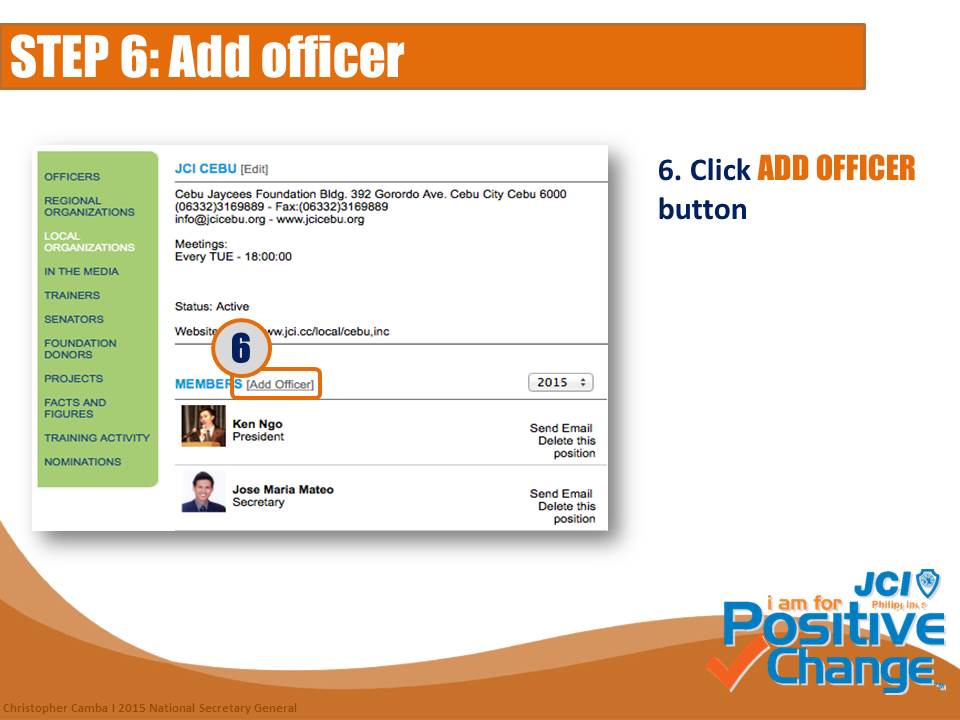 STEP 6: Add officer
OFFICERS
REGIONAL
ORGANIZATIONS
LOCAL
ORGANIZATIONS
IN THE MEDIA
TRAINERS
SENATORS
FOUNDATION
DONORS
PROJECTS
FACTS AND
FIGURES
TRAINING ACTIVITY
NOMINATIONS
JCI CEBU [Edit]
Cebu Jaycees Foundation Bldg. 392 Gorordo Ave. Cebu City Cebu 6000
(06332)3169889 - Fax:(06332)3169889
info@jcicebu.org - www.jcicebu.org
Meetings:
Every TUE - 18:00:00
Status: Active
Website ww.jci.cc/local/cebu,inc
6
MEMBERS [Add Officer]
2015
Ken Ngo
President
Send Email
Delete this
position
Jose Maria Mateo
Secretary
Send Email
Delete this
position
6. Click ADD OFFICER
button
JCI
Philippines
i am for
Positive
Change
Christopher Camba I 2015 National Secretary General